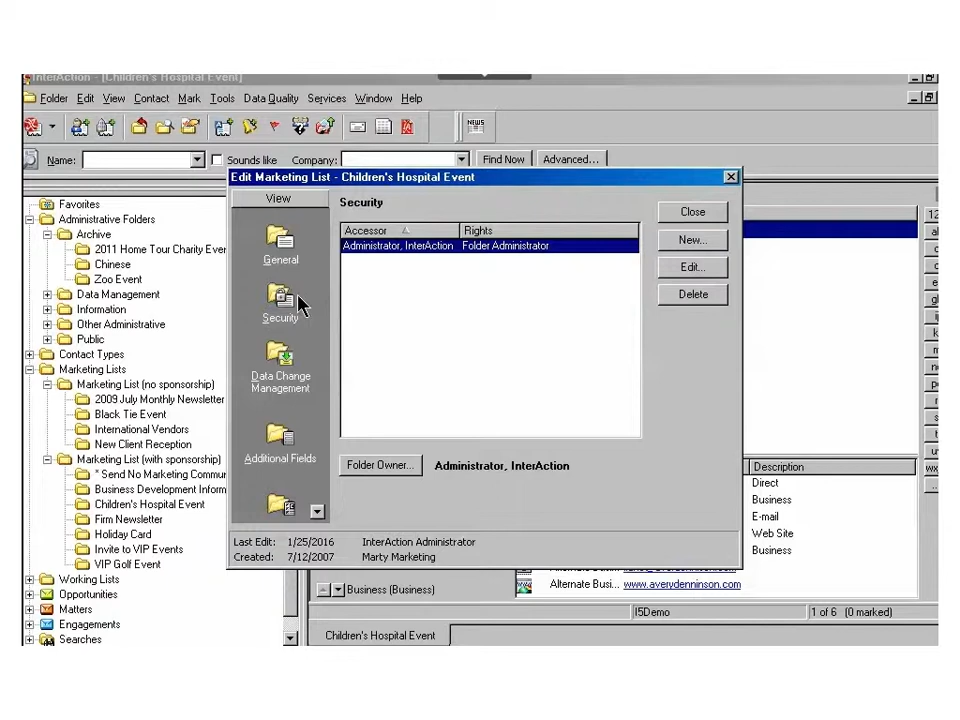 InterAction - [Children's Hospital Event]
Folder Edit View Contact Mark Tools Data Quality Services Window Help
NEWS
Name: Sounds like Company: Find Now Advanced...
Favorites
Administrative Folders
Archive
2011 Home Tour Charity Ever
Chinese
Zoo Event
Data Management
Information
Other Administrative
Public
Contact Types
Marketing Lists
Marketing List (no sponsorship)
2009 July Monthly Newsletter
Black Tie Event
International Vendors
New Client Reception
Marketing List (with sponsorship)
* Send No Marketing Commur
Business Development Inform
Children's Hospital Event
Firm Newsletter
Holiday Card
Invite to VIP Events
VIP Golf Event
Working Lists
Opportunities
Matters
Engagements
Searches
Edit Marketing List - Children's Hospital Event
View
General
Security
Data Change
Management
Additional Fields
Security
Accessor Rights
Administrator, InterAction Folder Administrator
Close
New...
Edit...
Delete
Folder Owner... Administrator, InterAction
Last Edit: 1/25/2016 InterAction Administrator
Created: 7/12/2007 Marty Marketing
12
wx
Description
Direct
Business
E-mail
Web Site
Business
Business (Business)
Alternate Busi... www.averydenninson.com
I5Demo 1 of 6 (0 marked)
Children's Hospital Event